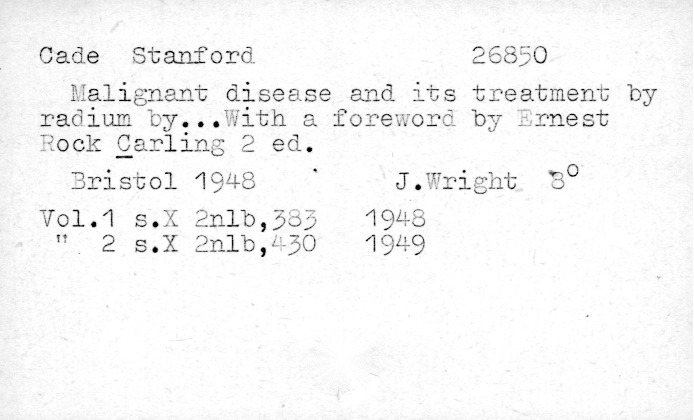 Cade Stanford 26850
Malignant disease and its treatment by
radium by...With a foreword by Ernest
Rock Carling 2 ed.
Bristol 1948 J.Wright 8°
Vol.1 s.X 2nlb,383 1948
" 2 s.X 2nlb,430 1949